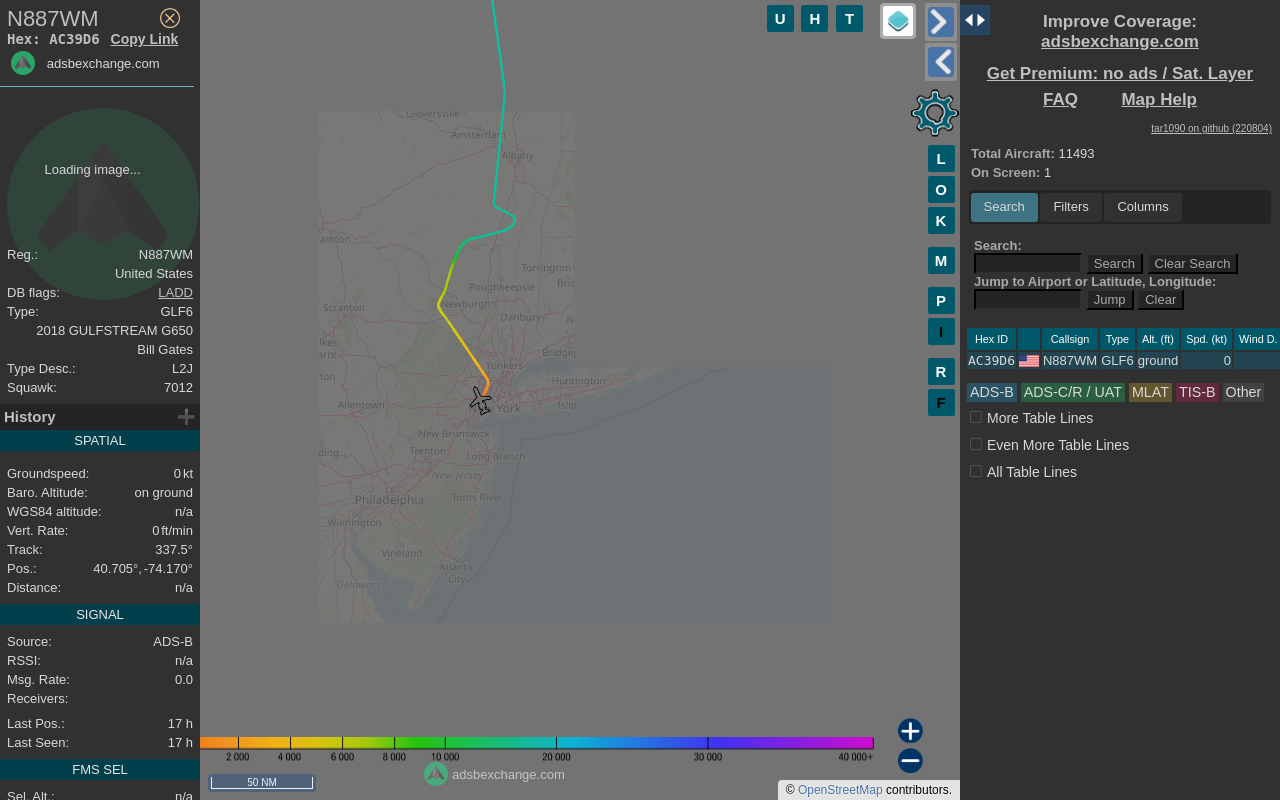 N887WM
Hex: AC39D6 Copy Link
adsbexchange.com
Loading image...
Reg.: N887WM
United States
DB flags: LADD
Type: GLF6
2018 GULFSTREAM G650
Bill Gates
Type Desc.: L2J
Squawk: 7012
History
SPATIAL
Groundspeed: 0 kt
Baro. Altitude: on ground
WGS84 altitude: n/a
Vert. Rate: 0 ft/min
Track: 337.5°
Pos.: 40.705°, -74.170°
Distance: n/a
SIGNAL
Source: ADS-B
RSSI: n/a
Msg. Rate: 0.0
Receivers:
Last Pos.: 17 h
Last Seen: 17 h
FMS SEL
Sel. Alt.: n/a
U H T
L
O
K
M
P
I
R
F
Gloversville
Amsterdam
Albany
amton
Torrington
Poughkeepsie
Bris
Scranton
Newburgh
Danbury
N
lkes-
arre
Bridgep
Yonkers
ton
Huntington
Allentown
York
Islip
New Brunswick
ding
Trenton
Long Branch
New Jersey
Philadelphia
Toms River
Wilmington
Vineland
Atlantic
City
Delaware
2 000 4 000 6 000 8 000 10 000 20 000 30 000 40 000+
adsbexchange.com
50 NM
© OpenStreetMap contributors.
Improve Coverage:
adsbexchange.com
Get Premium: no ads / Sat. Layer
FAQ Map Help
tar1090 on github (220804)
Total Aircraft: 11493
On Screen: 1
Search Filters Columns
Search:
Search Clear Search
Jump to Airport or Latitude, Longitude:
Jump Clear
Hex ID Callsign Type Alt. (ft) Spd. (kt) Wind D.
AC39D6 N887WM GLF6 ground 0
ADS-B ADS-C/R / UAT MLAT TIS-B Other
More Table Lines
Even More Table Lines
All Table Lines